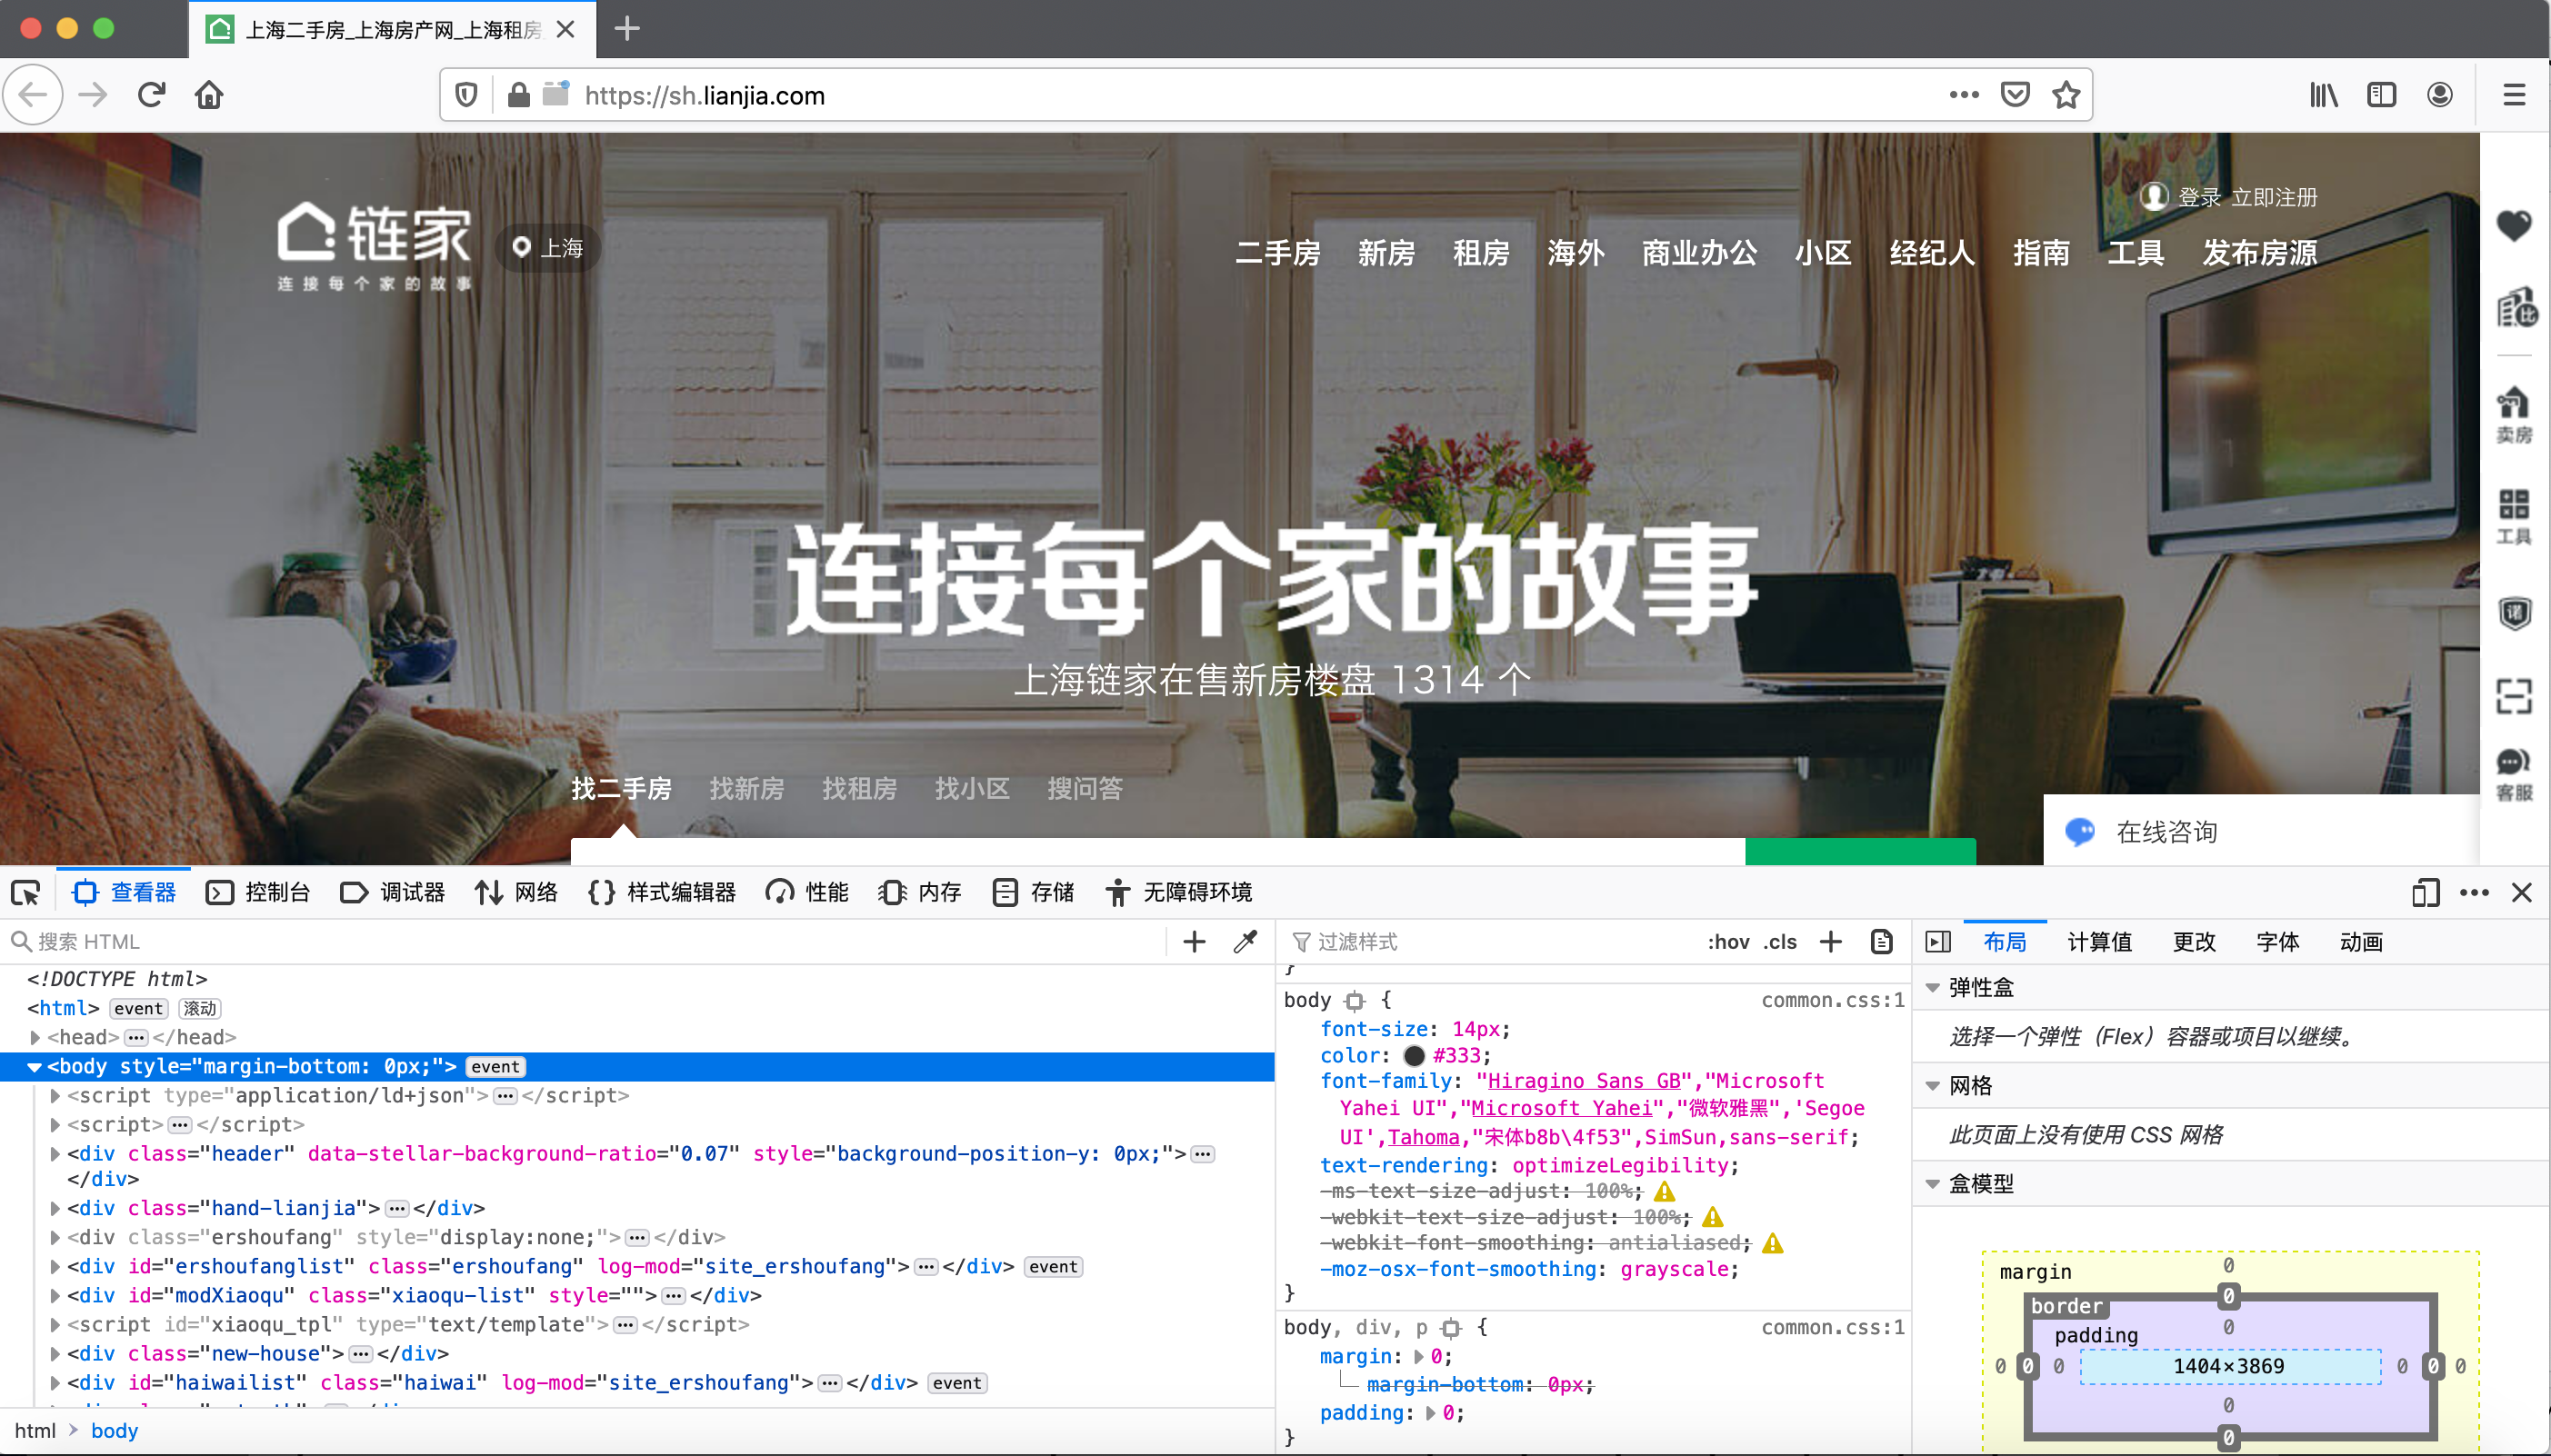 上海二手房_上海房产网_上海租房
https://sh.lianjia.com
登录 立即注册
链家
上海
二手房 新房 租房 海外 商业办公 小区 经纪人 指南 工具 发布房源
连接每个家的故事
比
卖房
工具
诺
连接每个家的故事
上海链家在售新房楼盘 1314 个
找二手房 找新房 找租房 找小区 搜问答
客服
在线咨询
查看器 控制台 调试器 网络 样式编辑器 性能 内存 存储 无障碍环境
搜索 HTML
<!DOCTYPE html>
<html> event 滚动
<head>⋯</head>
<body style="margin-bottom: 0px;"> event
<script type="application/ld+json">⋯</script>
<script>⋯</script>
<div class="header" data-stellar-background-ratio="0.07" style="background-position-y: 0px;">⋯
</div>
<div class="hand-lianjia">⋯</div>
<div class="ershoufang" style="display:none;">⋯</div>
<div id="ershoufanglist" class="ershoufang" log-mod="site_ershoufang">⋯</div> event
<div id="modXiaoqu" class="xiaoqu-list" style="">⋯</div>
<script id="xiaoqu_tpl" type="text/template">⋯</script>
<div class="new-house">⋯</div>
<div id="haiwailist" class="haiwai" log-mod="site_ershoufang">⋯</div> event
html > body
过滤样式 :hov .cls
}
body { common.css:1
font-size: 14px;
color: #333;
font-family: "Hiragino Sans GB","Microsoft
Yahei UI","Microsoft Yahei","微软雅黑",'Segoe
UI',Tahoma,"宋体b8b\4f53",SimSun,sans-serif;
text-rendering: optimizeLegibility;
-ms-text-size-adjust: 100%;
-webkit-text-size-adjust: 100%;
-webkit-font-smoothing: antialiased;
-moz-osx-font-smoothing: grayscale;
}
body, div, p { common.css:1
margin: 0;
margin-bottom: 0px;
padding: 0;
}
布局 计算值 更改 字体 动画
弹性盒
选择一个弹性（Flex）容器或项目以继续。
网格
此页面上没有使用 CSS 网格
盒模型
margin 0
border 0
padding 0
0 0 0 1404×3869 0 0 0
0
0